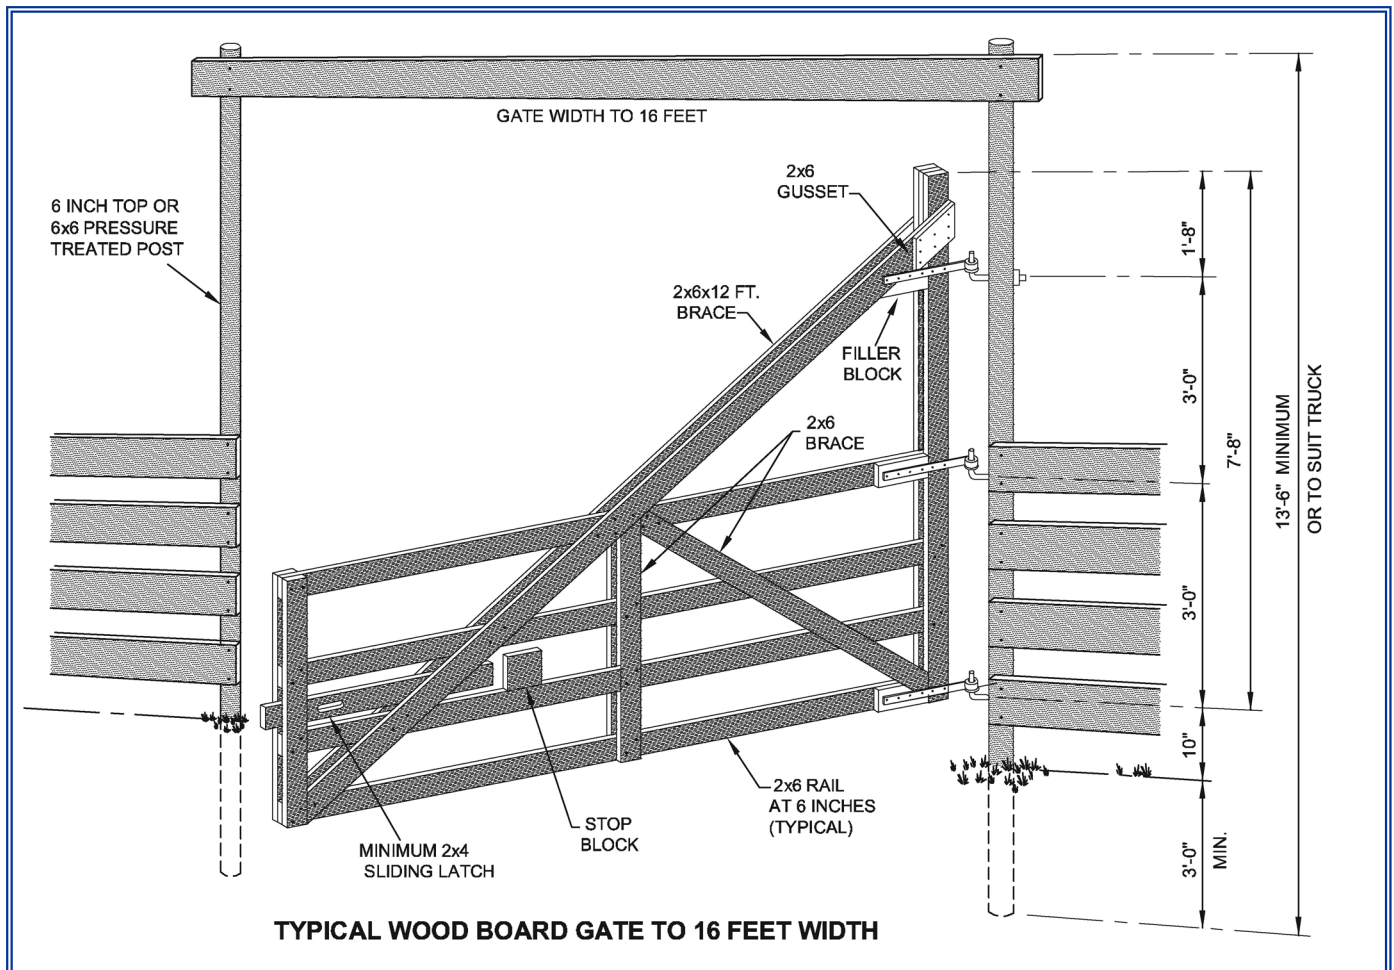 GATE WIDTH TO 16 FEET
2x6
GUSSET
6 INCH TOP OR
6x6 PRESSURE
TREATED POST
1'-8"
2x6x12 FT.
BRACE
FILLER
BLOCK
3'-0"
2x6
BRACE
7'-8"
13'-6" MINIMUM
OR TO SUIT TRUCK
3'-0"
10"
2x6 RAIL
AT 6 INCHES
(TYPICAL)
STOP
BLOCK
MINIMUM 2x4
SLIDING LATCH
3'-0"
MIN.
TYPICAL WOOD BOARD GATE TO 16 FEET WIDTH